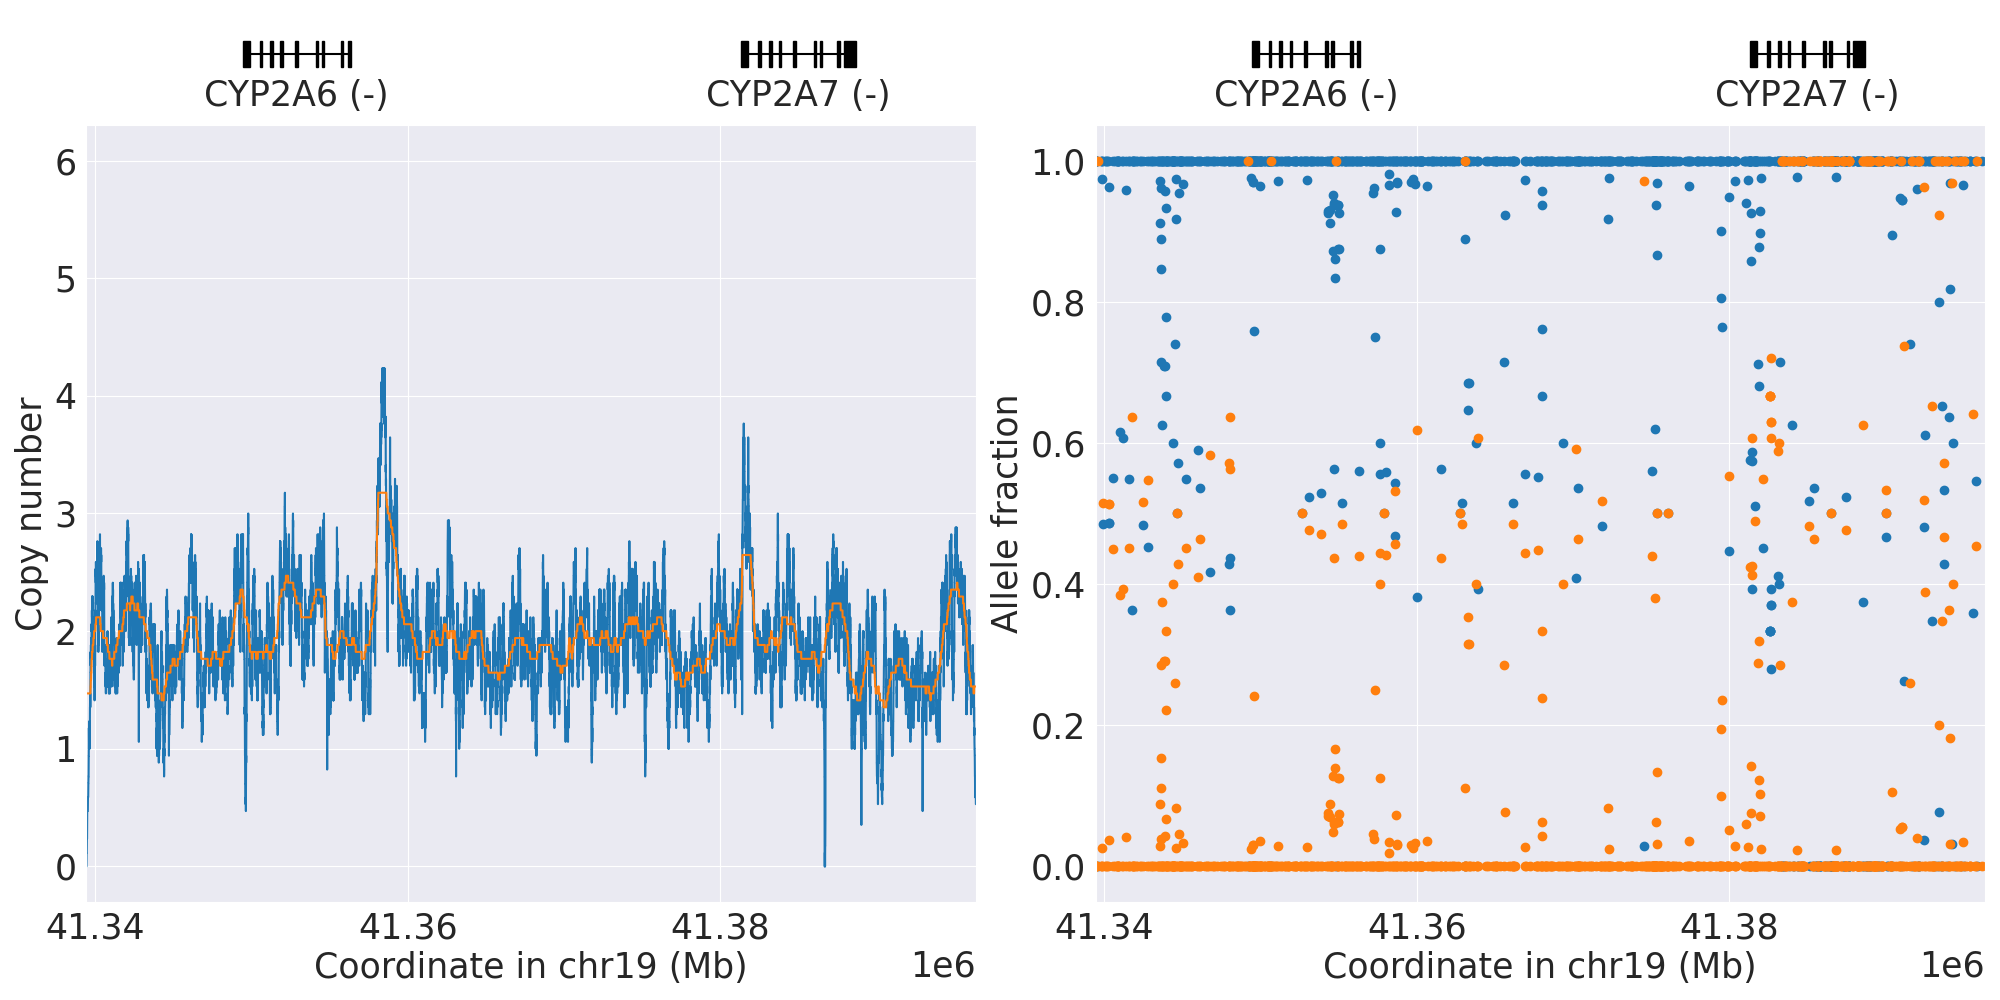 CYP2A6 (-)
CYP2A7 (-)
6
5
4
3
2
1
0
Copy number
41.34
41.36
41.38
Coordinate in chr19 (Mb)
1e6
CYP2A6 (-)
CYP2A7 (-)
1.0
0.8
0.6
0.4
0.2
0.0
Allele fraction
41.34
41.36
41.38
Coordinate in chr19 (Mb)
1e6